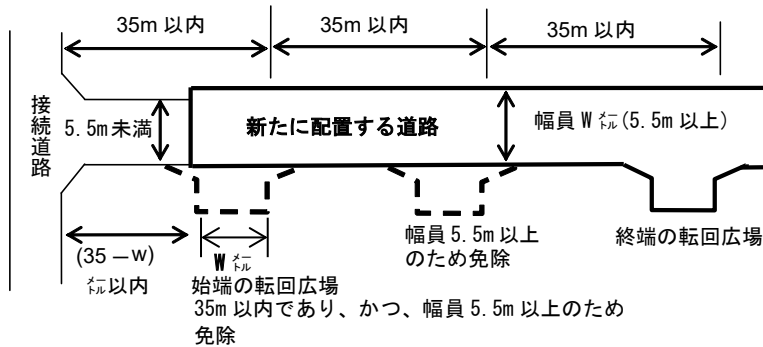 35m 以内
35m 以内
35m 以内
接続道路
5.5m 未満
新たに配置する道路
幅員 W メートル(5.5m 以上)
(35 －w)
メートル以内
W メートル
始端の転回広場
35m 以内であり、かつ、幅員 5.5m 以上のため
免除
幅員 5.5m 以上
のため免除
終端の転回広場